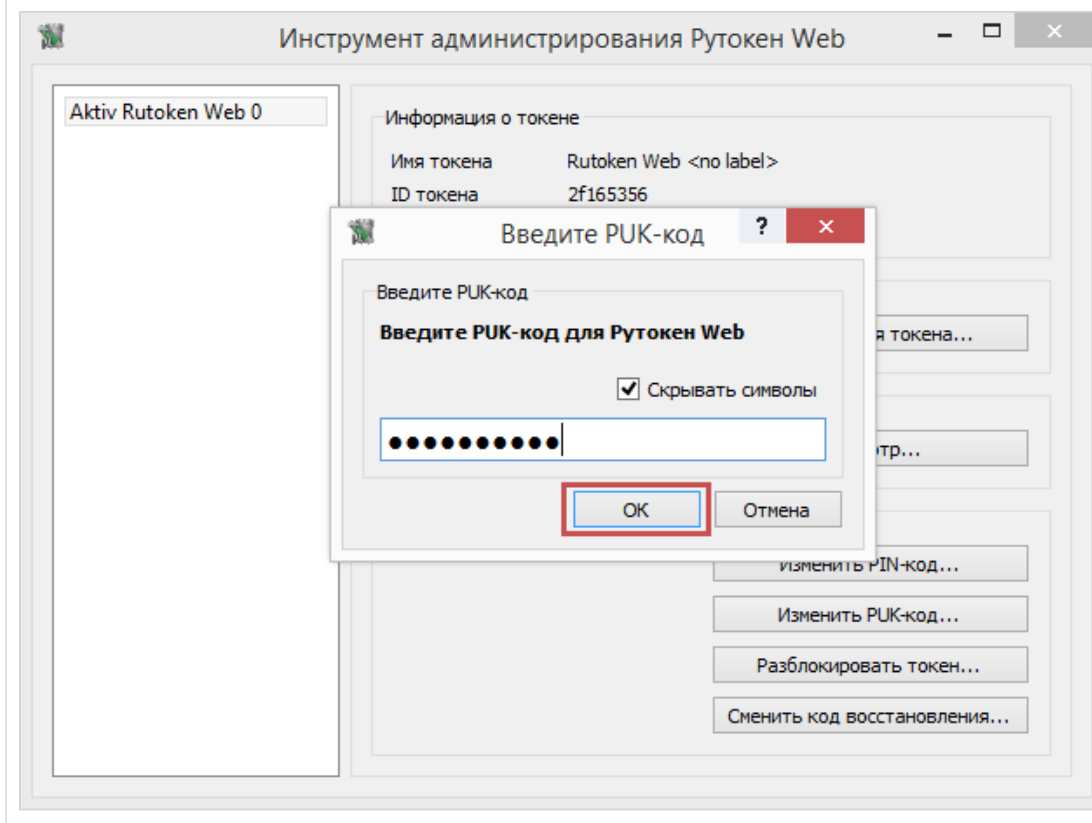 Инструмент администрирования Рутокен Web
Aktiv Rutoken Web 0
Информация о токене
Имя токена Rutoken Web <no label>
ID токена 2f165356
Введите PUK-код
Введите PUK-код
Введите PUK-код для Рутокен Web
Скрывать символы
OK Отмена
токена...
Изменить PIN-код...
Изменить PUK-код...
Разблокировать токен...
Сменить код восстановления...